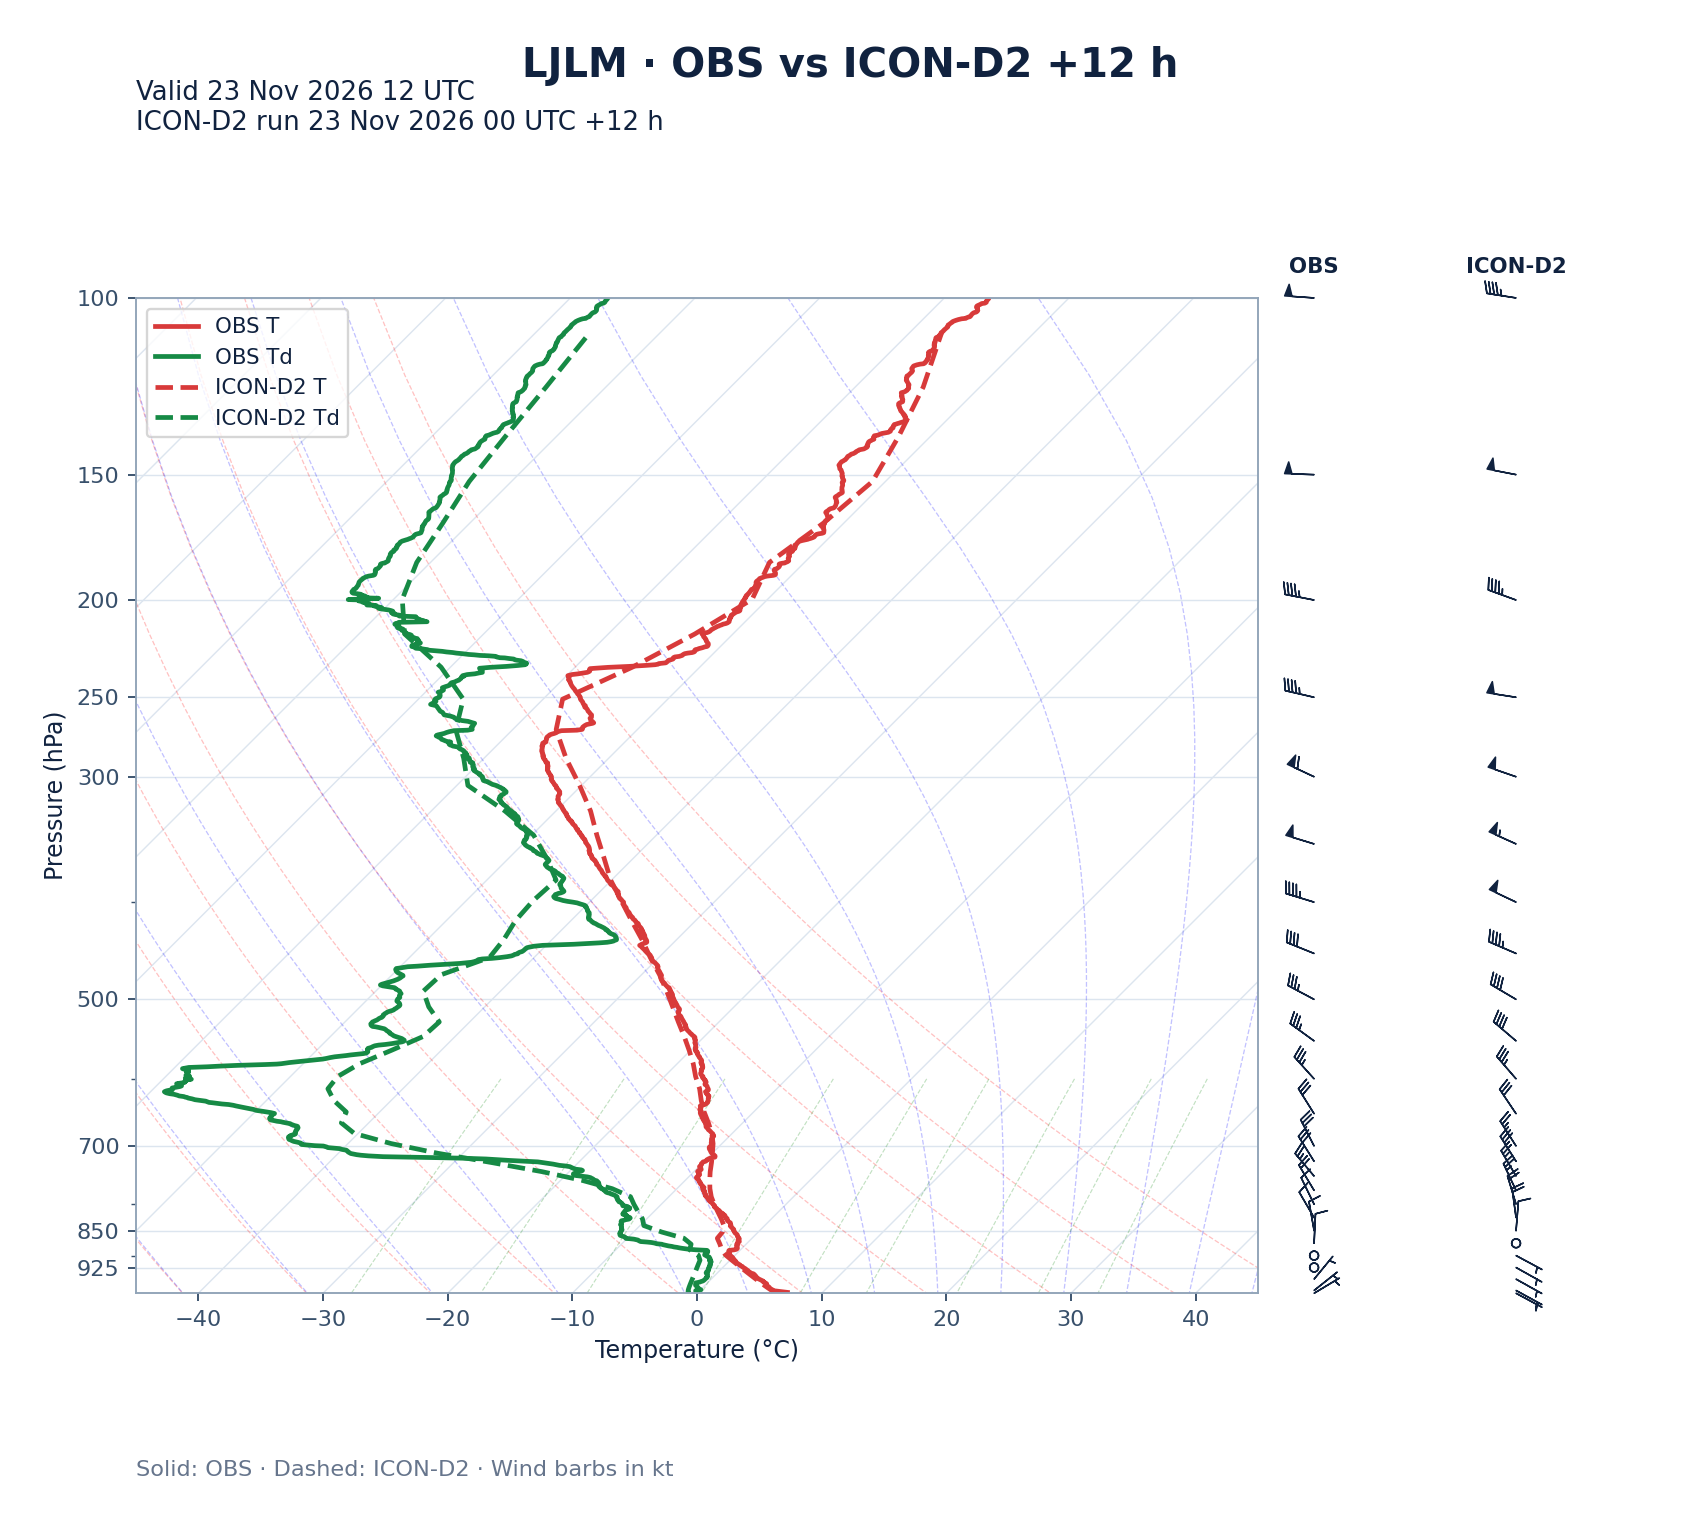 LJLM · OBS vs ICON-D2 +12 h
Valid 23 Nov 2026 12 UTC
ICON-D2 run 23 Nov 2026 00 UTC +12 h
OBS
ICON-D2
OBS T
OBS Td
ICON-D2 T
ICON-D2 Td
100
150
200
250
300
500
700
850
925
Pressure (hPa)
−40
−30
−20
−10
0
10
20
30
40
Temperature (°C)
Solid: OBS · Dashed: ICON-D2 · Wind barbs in kt